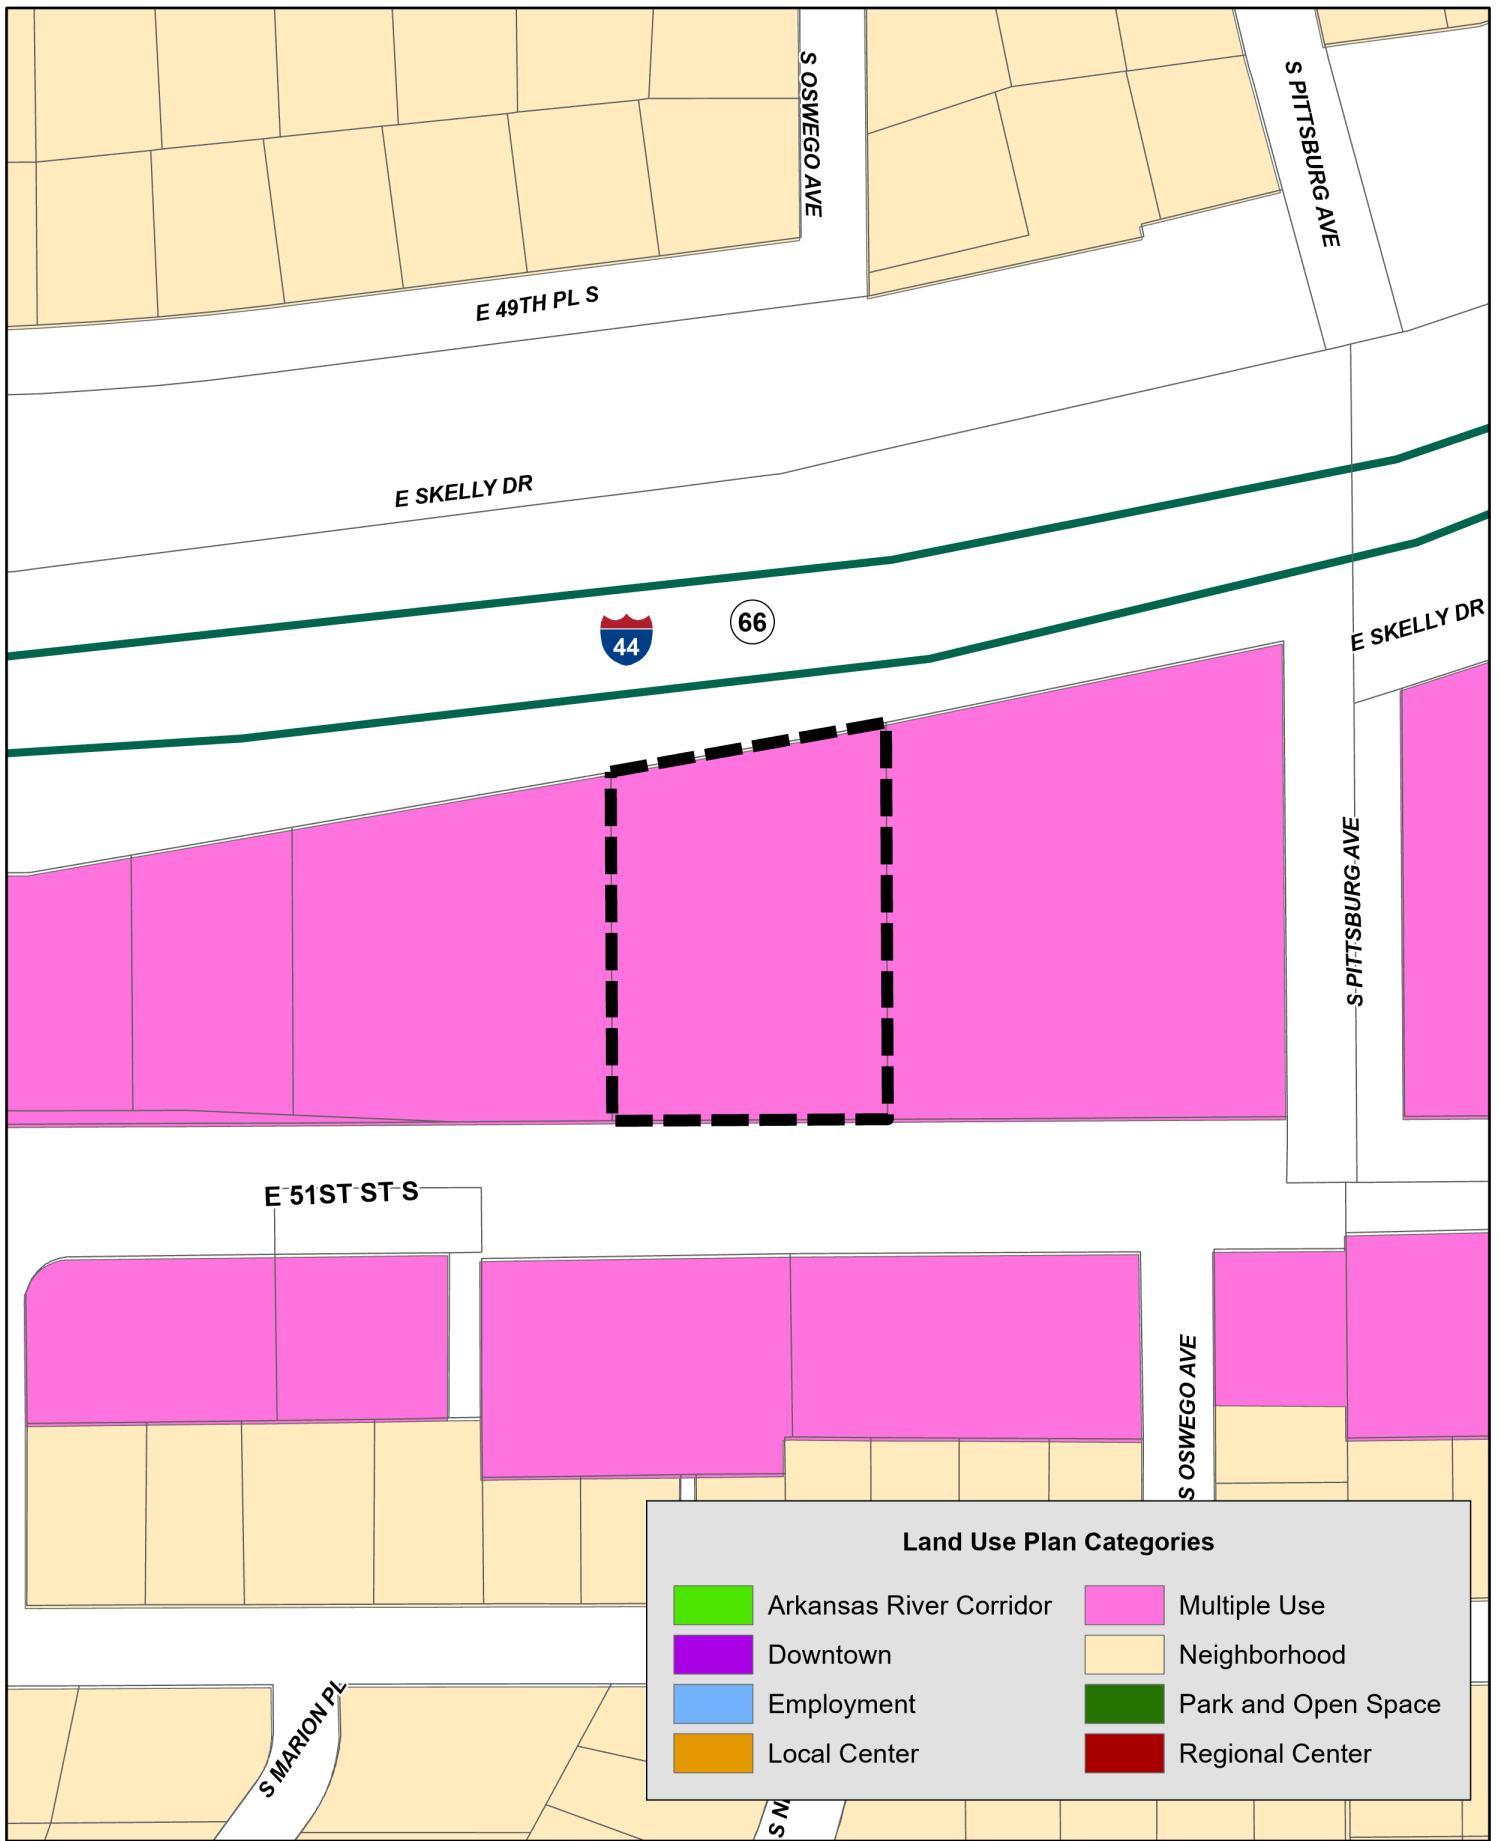 S OSWEGO AVE
S PITTSBURG AVE
E 49TH PL S
E SKELLY DR
44
66
E SKELLY DR
S PITTSBURG AVE
E 51ST ST S
S OSWEGO AVE
Land Use Plan Categories
Arkansas River Corridor
Downtown
Employment
Local Center
Multiple Use
Neighborhood
Park and Open Space
Regional Center
S MARION PL
S